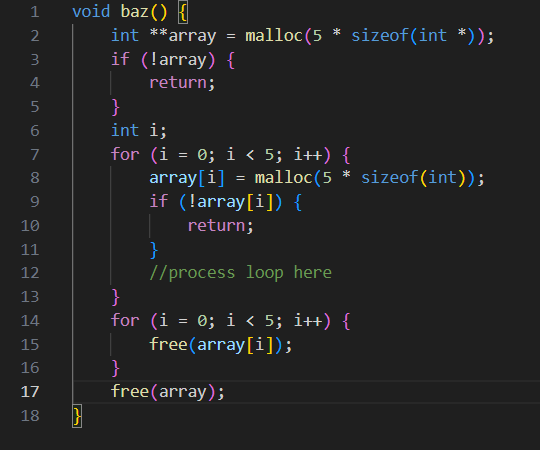 1 void baz() {
2     int **array = malloc(5 * sizeof(int *));
3     if (!array) {
4         return;
5     }
6     int i;
7     for (i = 0; i < 5; i++) {
8         array[i] = malloc(5 * sizeof(int));
9         if (!array[i]) {
10             return;
11         }
12         //process loop here
13     }
14     for (i = 0; i < 5; i++) {
15         free(array[i]);
16     }
17     free(array);
18 }